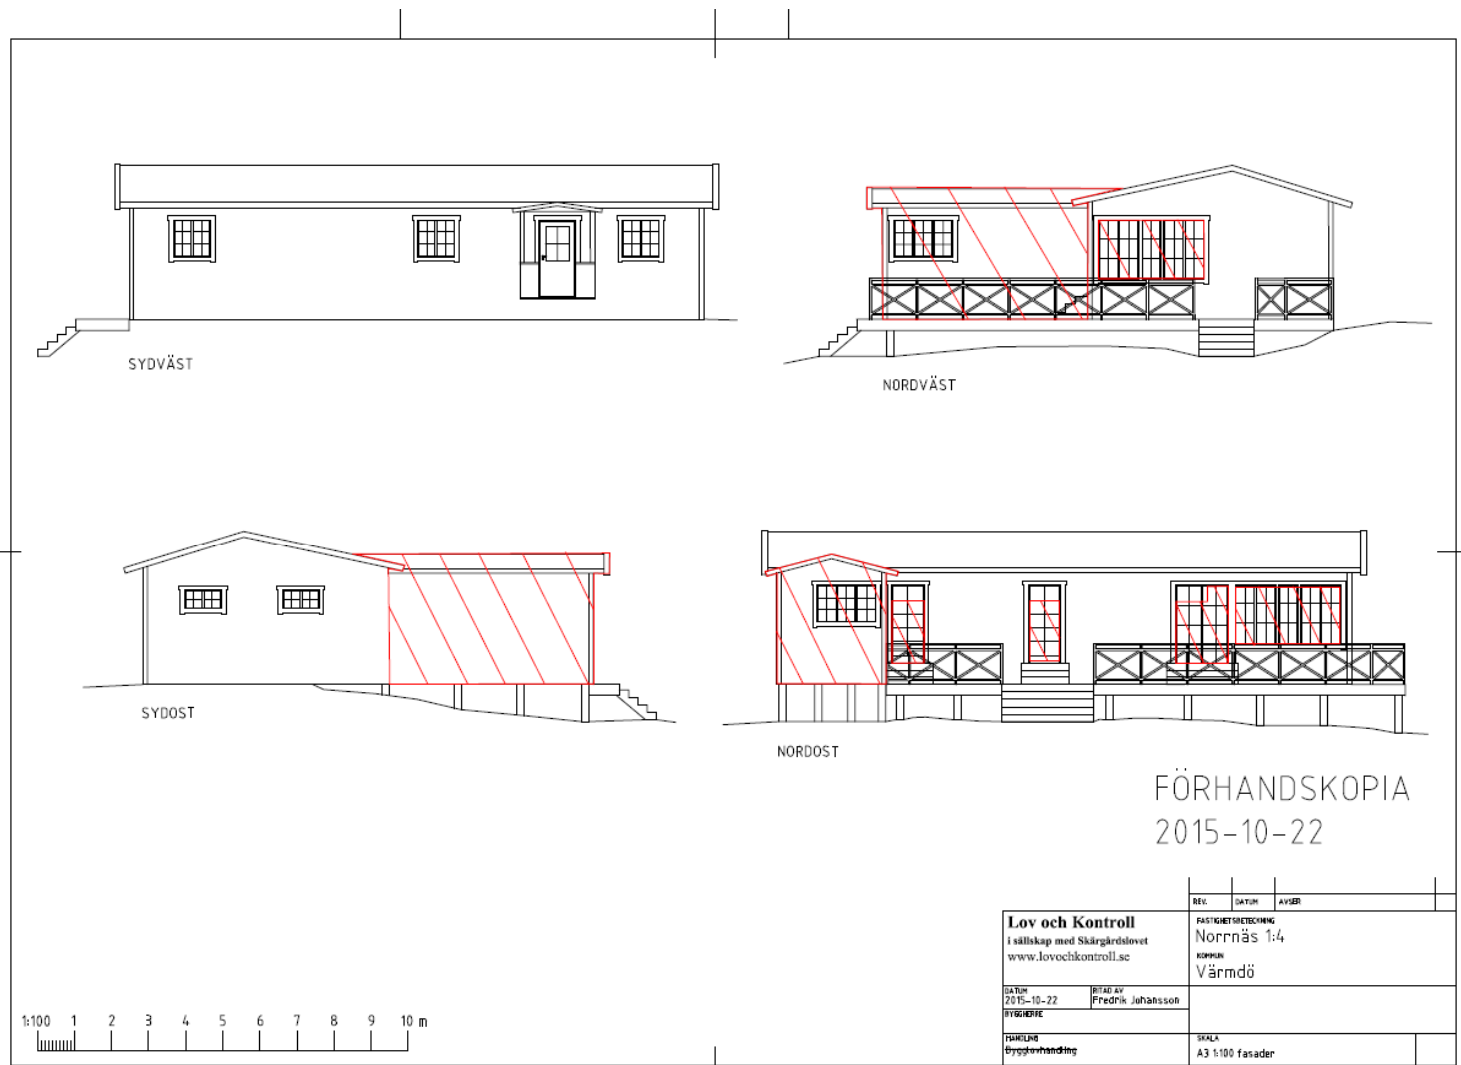 SYDVÄST
NORDVÄST
SYDOST
NORDOST
FÖRHANDSKOPIA
2015-10-22
REV. DATUM AVSER
Lov och Kontroll
i sällskap med Skärgårdslovet
www.lovochkontroll.se
FASTIGHETSBETECKNING
Norrnäs 1:4
KOMMUN
Värmdö
DATUM
2015-10-22
RITAD AV
Fredrik Johansson
BYGGHERRE
HANDLING
Bygglovhandling
SKALA
A3 1:100 fasader
1:100 1 2 3 4 5 6 7 8 9 10 m